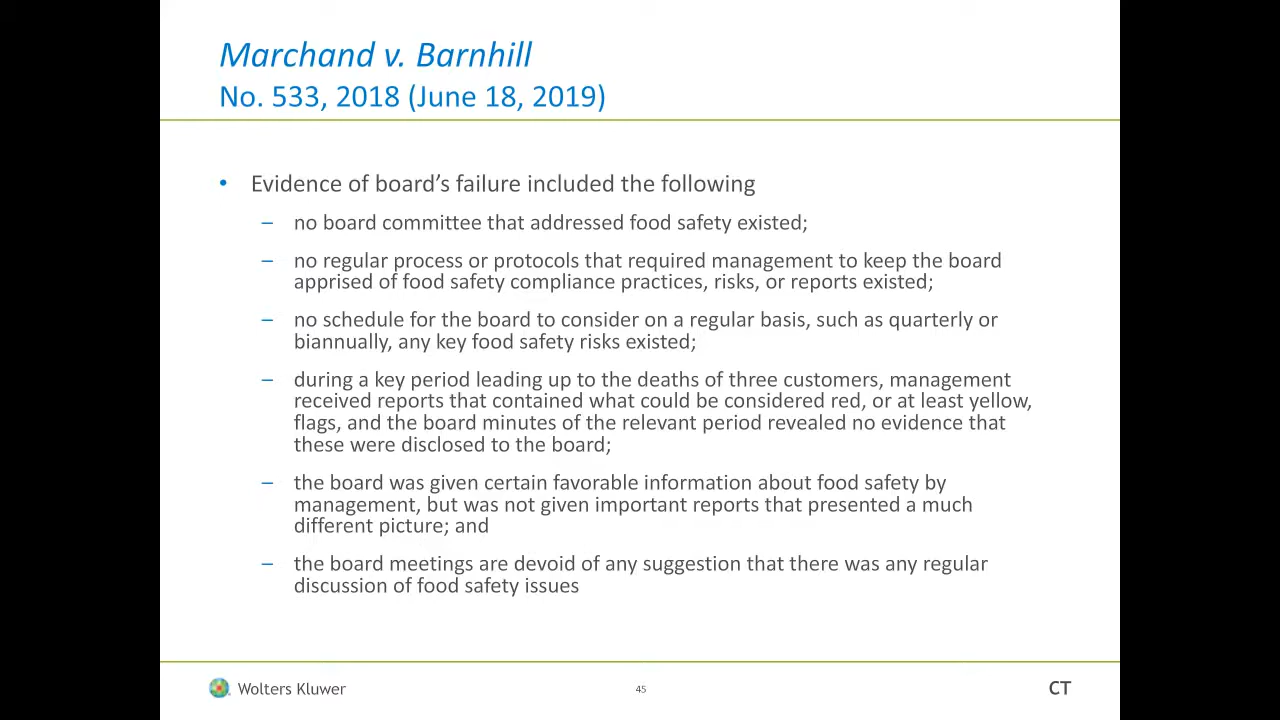 Marchand v. Barnhill
No. 533, 2018 (June 18, 2019)
• Evidence of board’s failure included the following
– no board committee that addressed food safety existed;
– no regular process or protocols that required management to keep the board
apprised of food safety compliance practices, risks, or reports existed;
– no schedule for the board to consider on a regular basis, such as quarterly or
biannually, any key food safety risks existed;
– during a key period leading up to the deaths of three customers, management
received reports that contained what could be considered red, or at least yellow,
flags, and the board minutes of the relevant period revealed no evidence that
these were disclosed to the board;
– the board was given certain favorable information about food safety by
management, but was not given important reports that presented a much
different picture; and
– the board meetings are devoid of any suggestion that there was any regular
discussion of food safety issues
Wolters Kluwer
45
CT